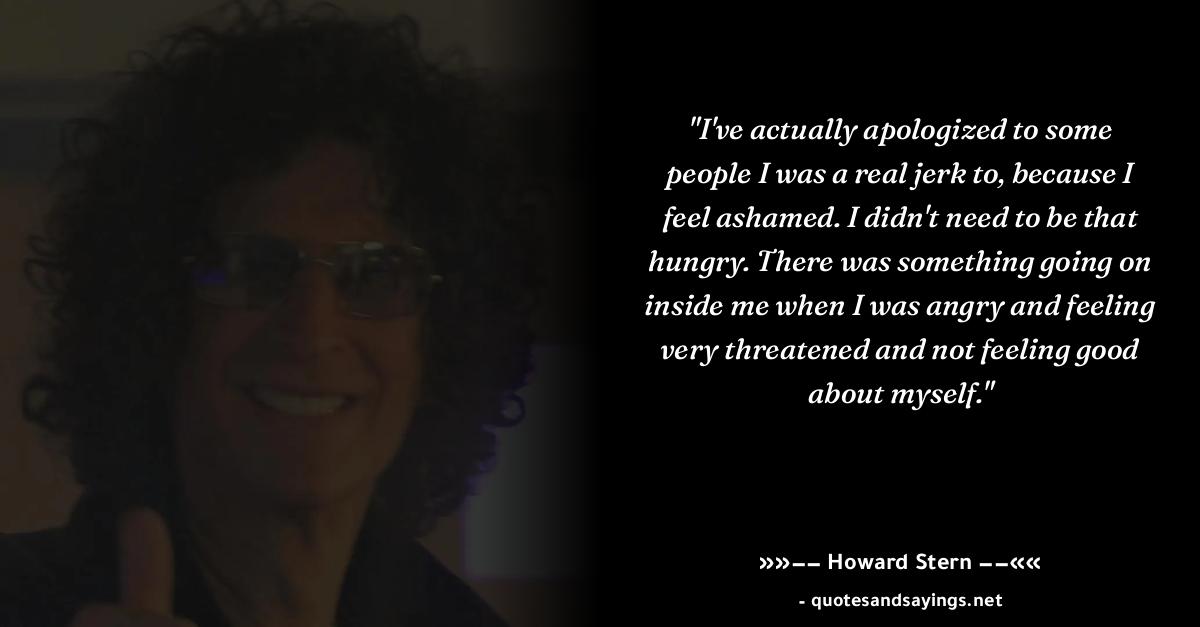 "I've actually apologized to some
people I was a real jerk to, because I
feel ashamed. I didn't need to be that
hungry. There was something going on
inside me when I was angry and feeling
very threatened and not feeling good
about myself."
»»−− Howard Stern −−««
- quotesandsayings.net